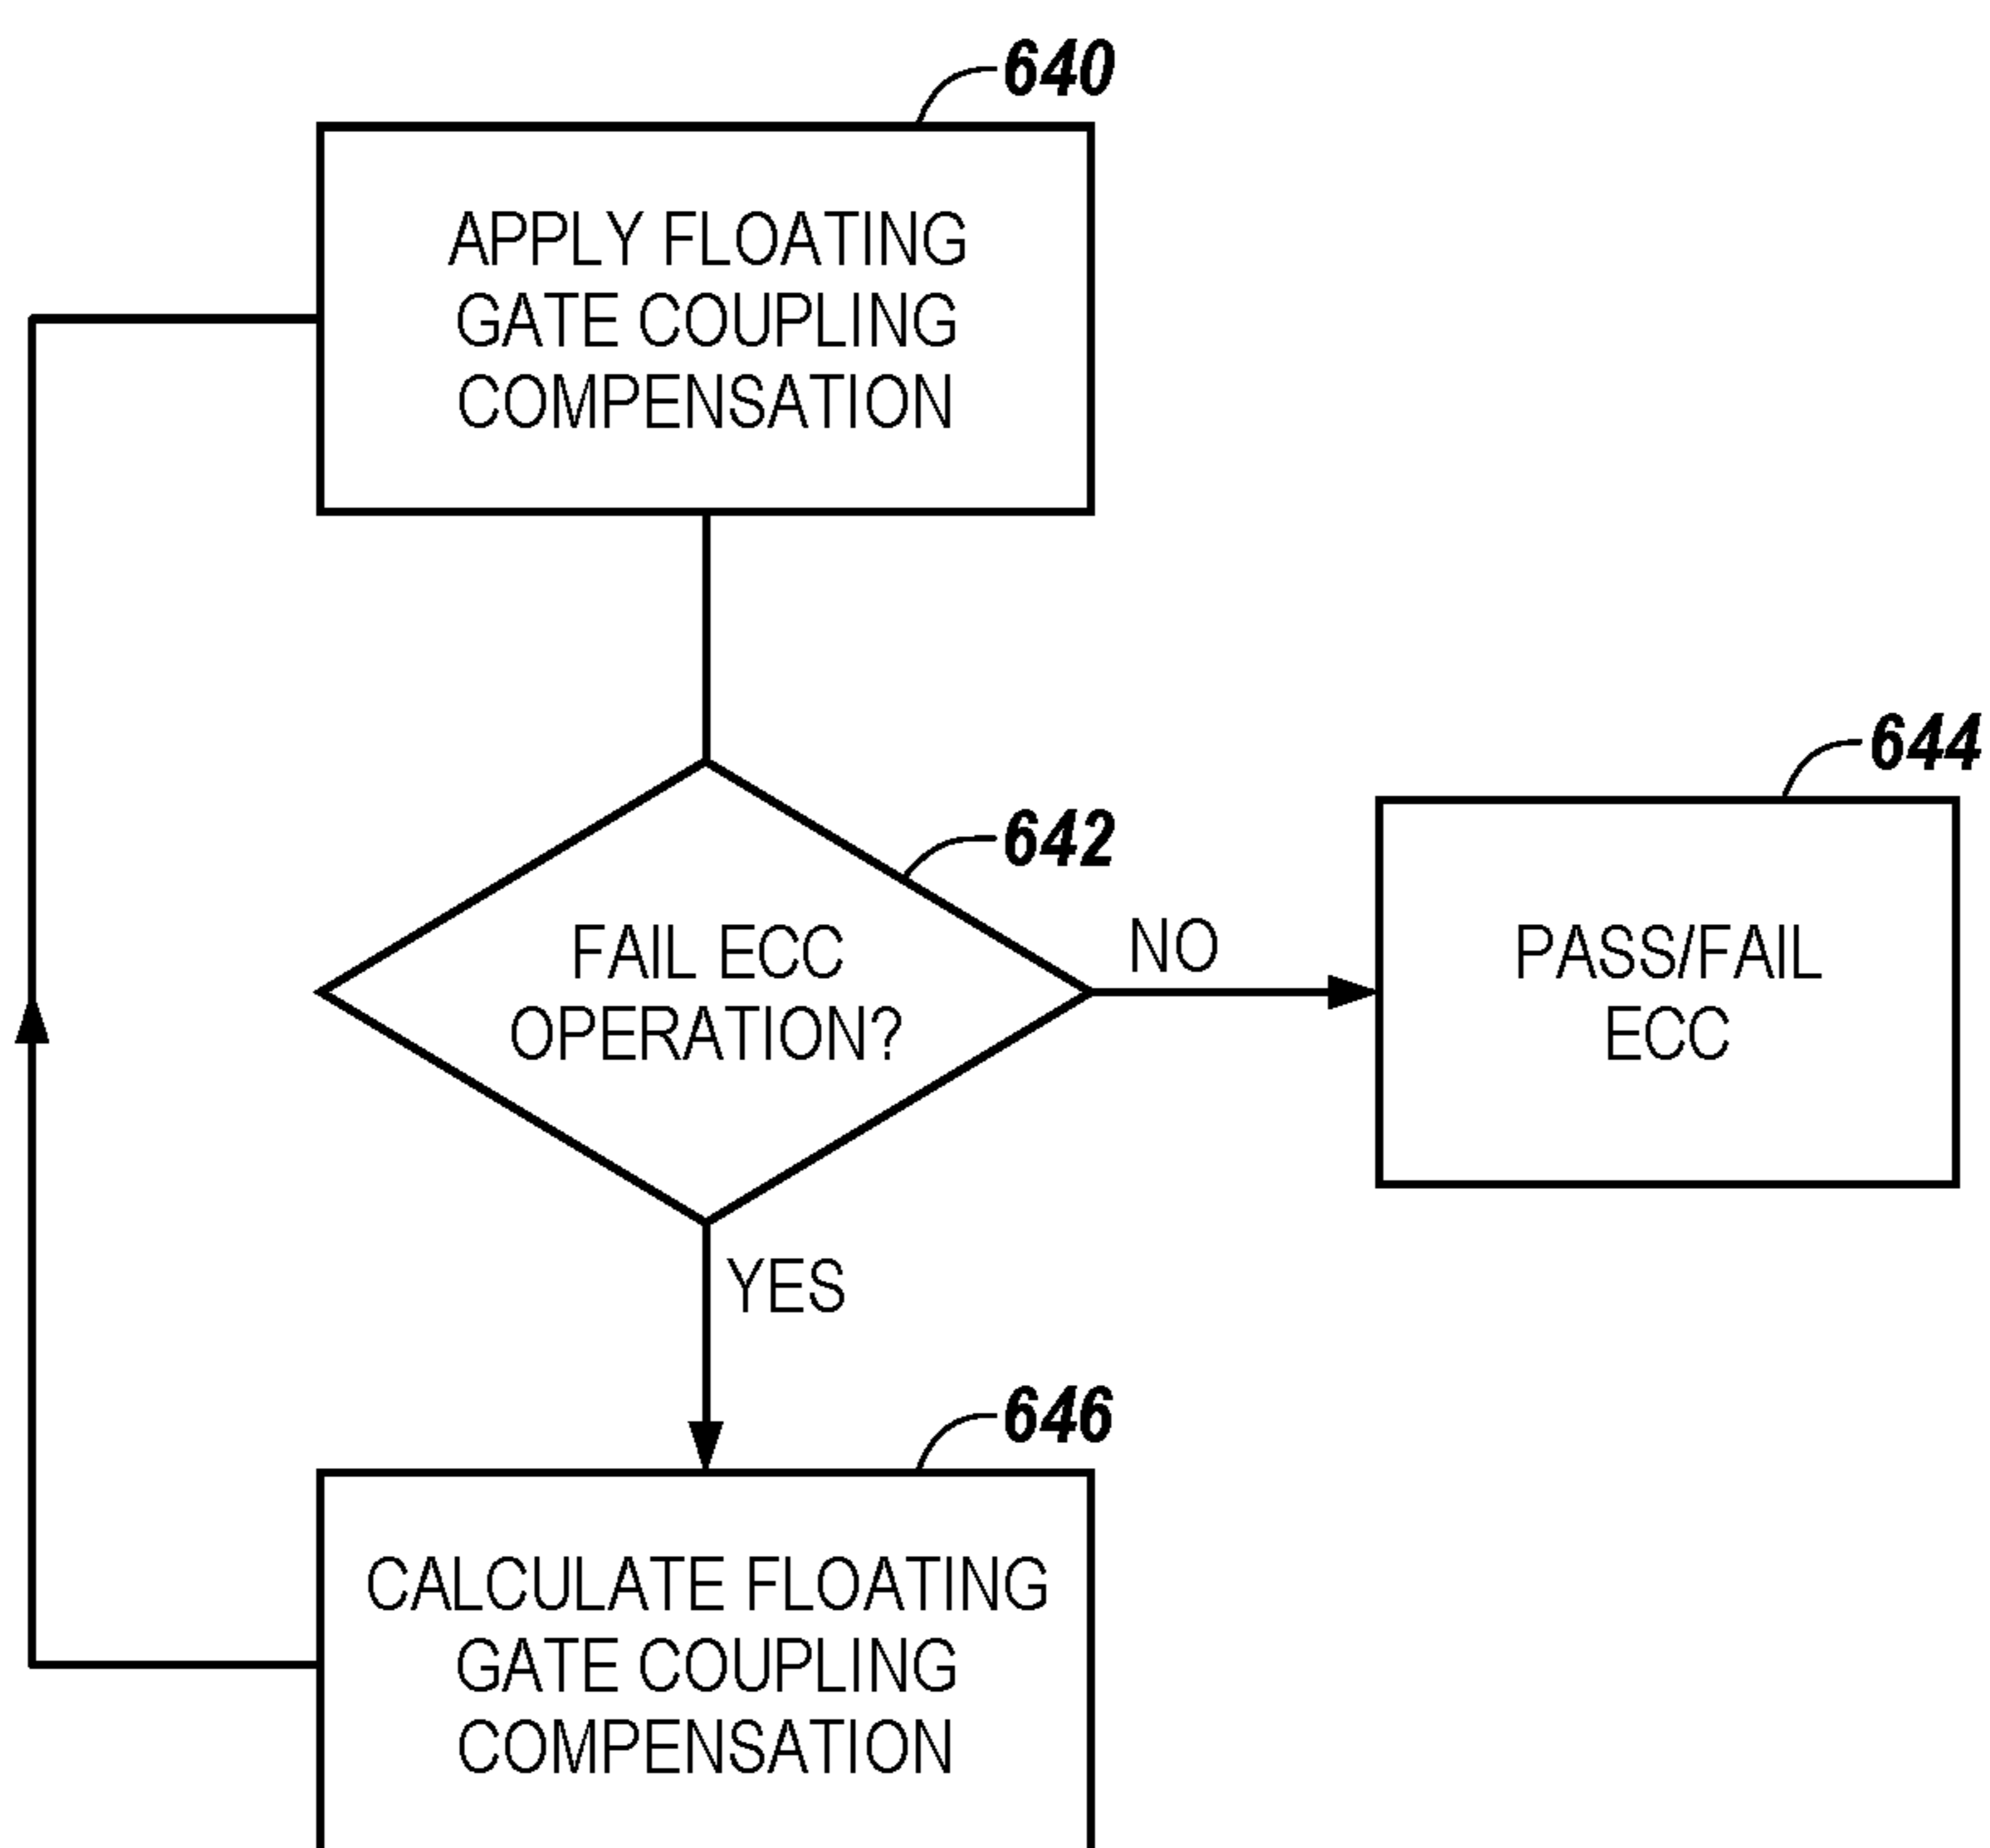 640
APPLY FLOATING
GATE COUPLING
COMPENSATION
642
FAIL ECC
OPERATION?
NO
644
PASS/FAIL
ECC
YES
646
CALCULATE FLOATING
GATE COUPLING
COMPENSATION